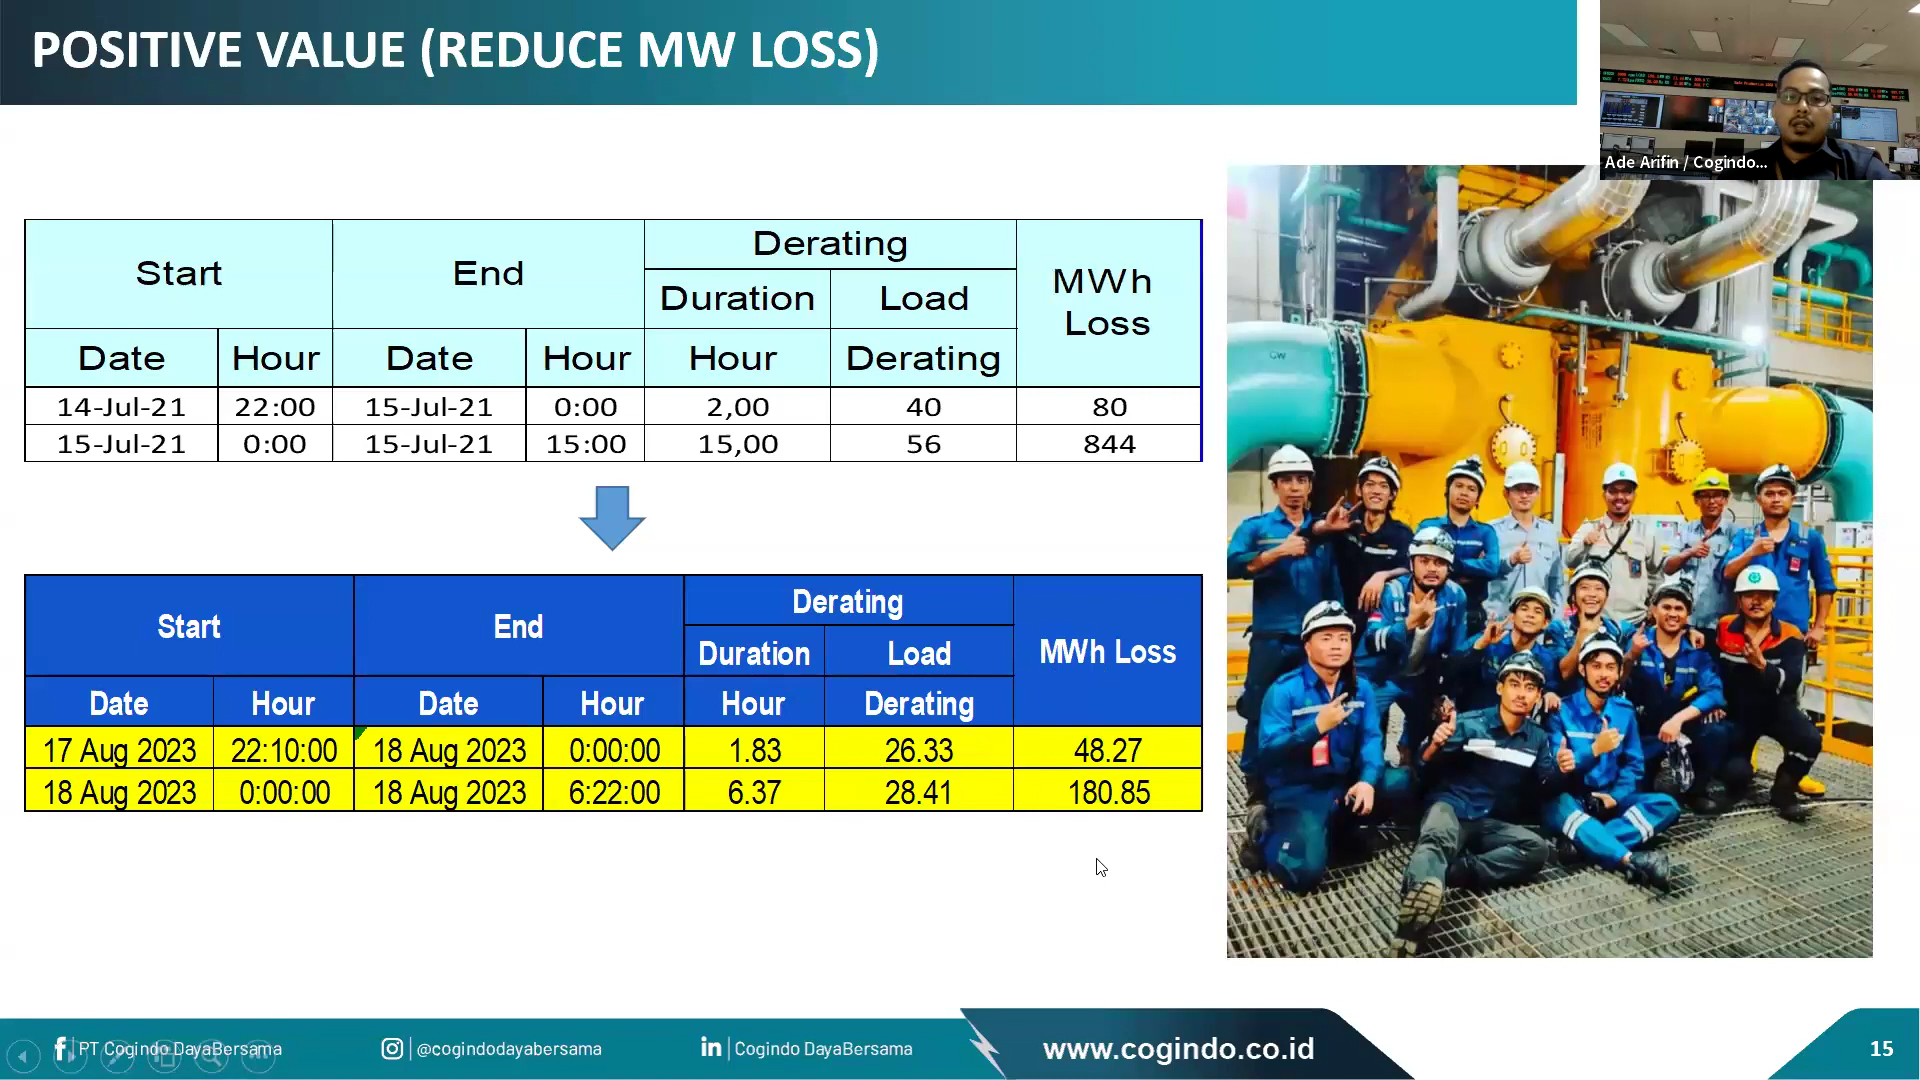 POSITIVE VALUE (REDUCE MW LOSS)
Ade Arifin / Cogindo...
Start End Derating MWh Loss
Duration Load
Date Hour Date Hour Hour Derating
14-Jul-21 22:00 15-Jul-21 0:00 2,00 40 80
15-Jul-21 0:00 15-Jul-21 15:00 15,00 56 844
Start End Derating MWh Loss
Duration Load
Date Hour Date Hour Hour Derating
17 Aug 2023 22:10:00 18 Aug 2023 0:00:00 1.83 26.33 48.27
18 Aug 2023 0:00:00 18 Aug 2023 6:22:00 6.37 28.41 180.85
CW
PT Cogindo DayaBersama @cogindodayabersama in Cogindo DayaBersama www.cogindo.co.id 15